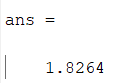 ans =
1.8264